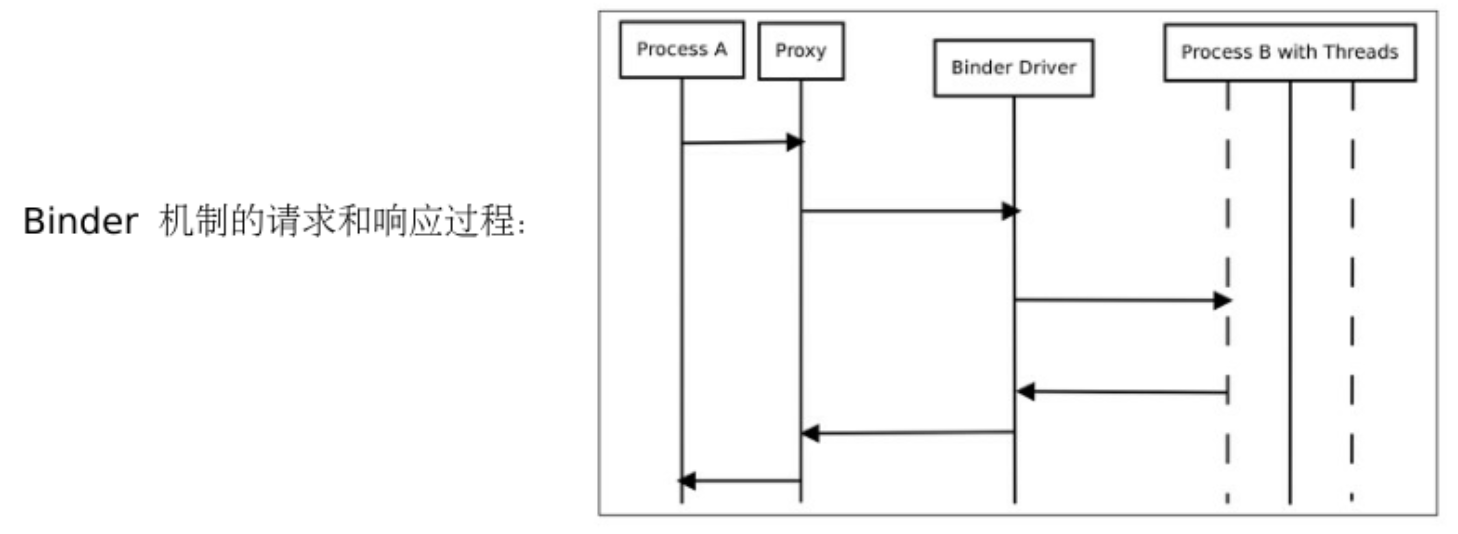 Binder 机制的请求和响应过程：
Process A
Proxy
Binder Driver
Process B with Threads